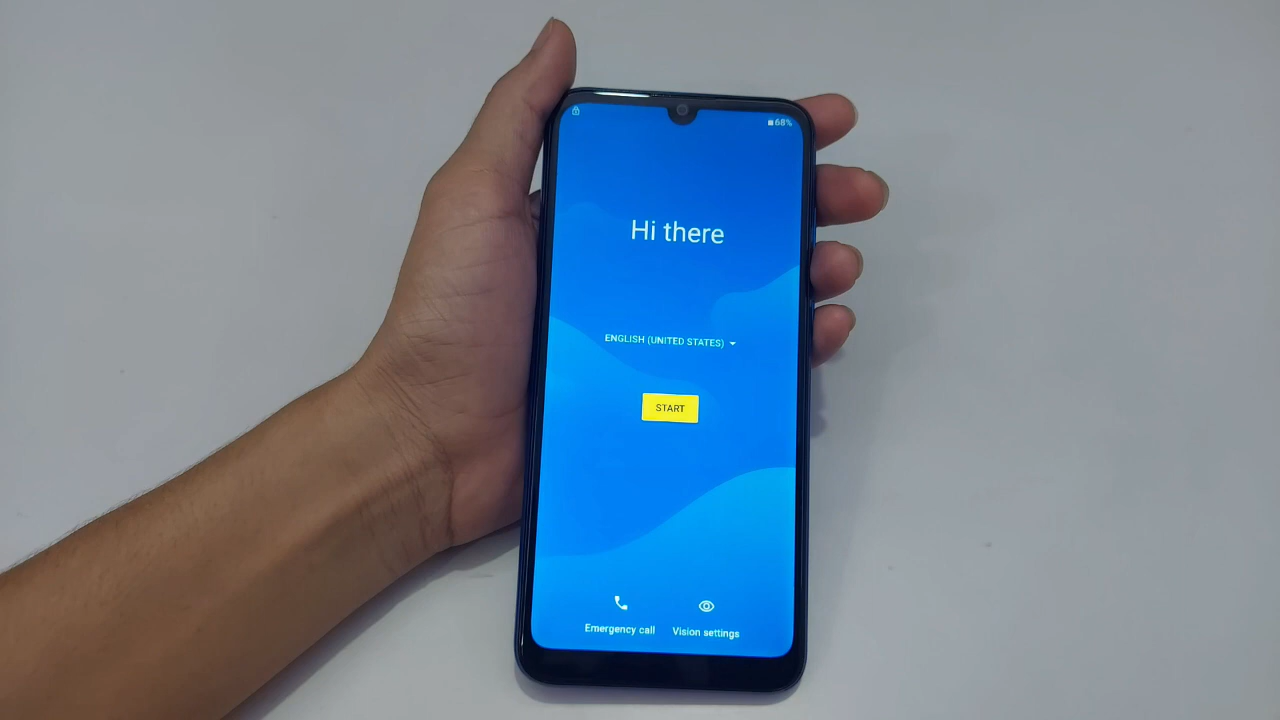 68%
Hi there
ENGLISH (UNITED STATES)
START
Emergency call
Vision settings